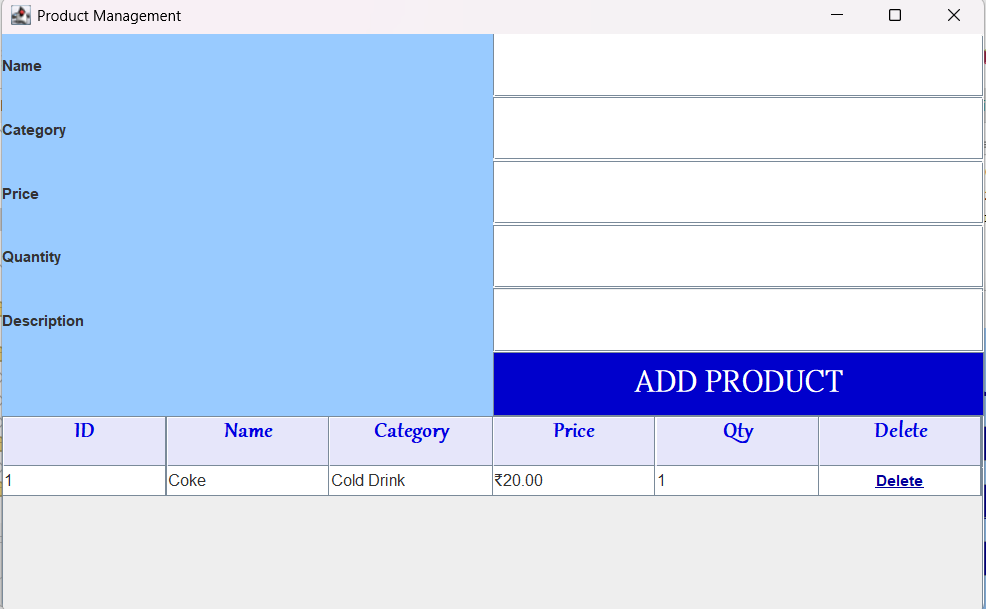 Product Management
Name
Category
Price
Quantity
Description
ADD PRODUCT
ID Name Category Price Qty Delete
1 Coke Cold Drink ₹20.00 1 Delete